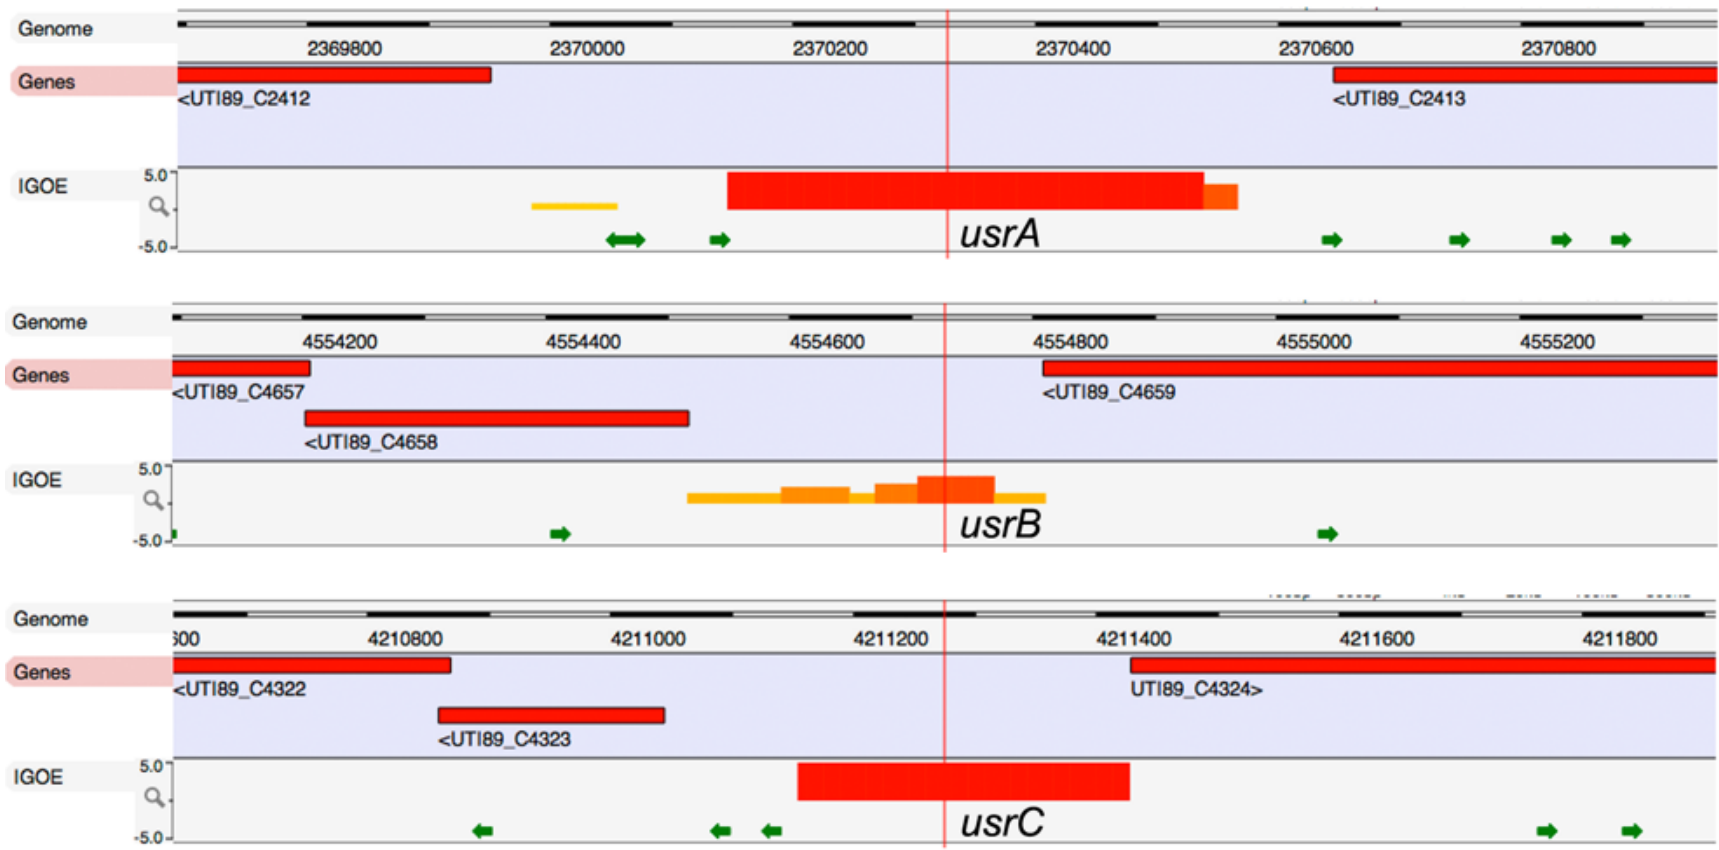 Genome
2369800 2370000 2370200 2370400 2370600 2370800
Genes
<UTI89_C2412 <UTI89_C2413
IGOE 5.0
-5.0
usrA
Genome
4554200 4554400 4554600 4554800 4555000 4555200
Genes
<UTI89_C4657 <UTI89_C4659
<UTI89_C4658
IGOE 5.0
-5.0
usrB
Genome
4210800 4211000 4211200 4211400 4211600 4211800
Genes
<UTI89_C4322 UTI89_C4324>
<UTI89_C4323
IGOE 5.0
-5.0
usrC